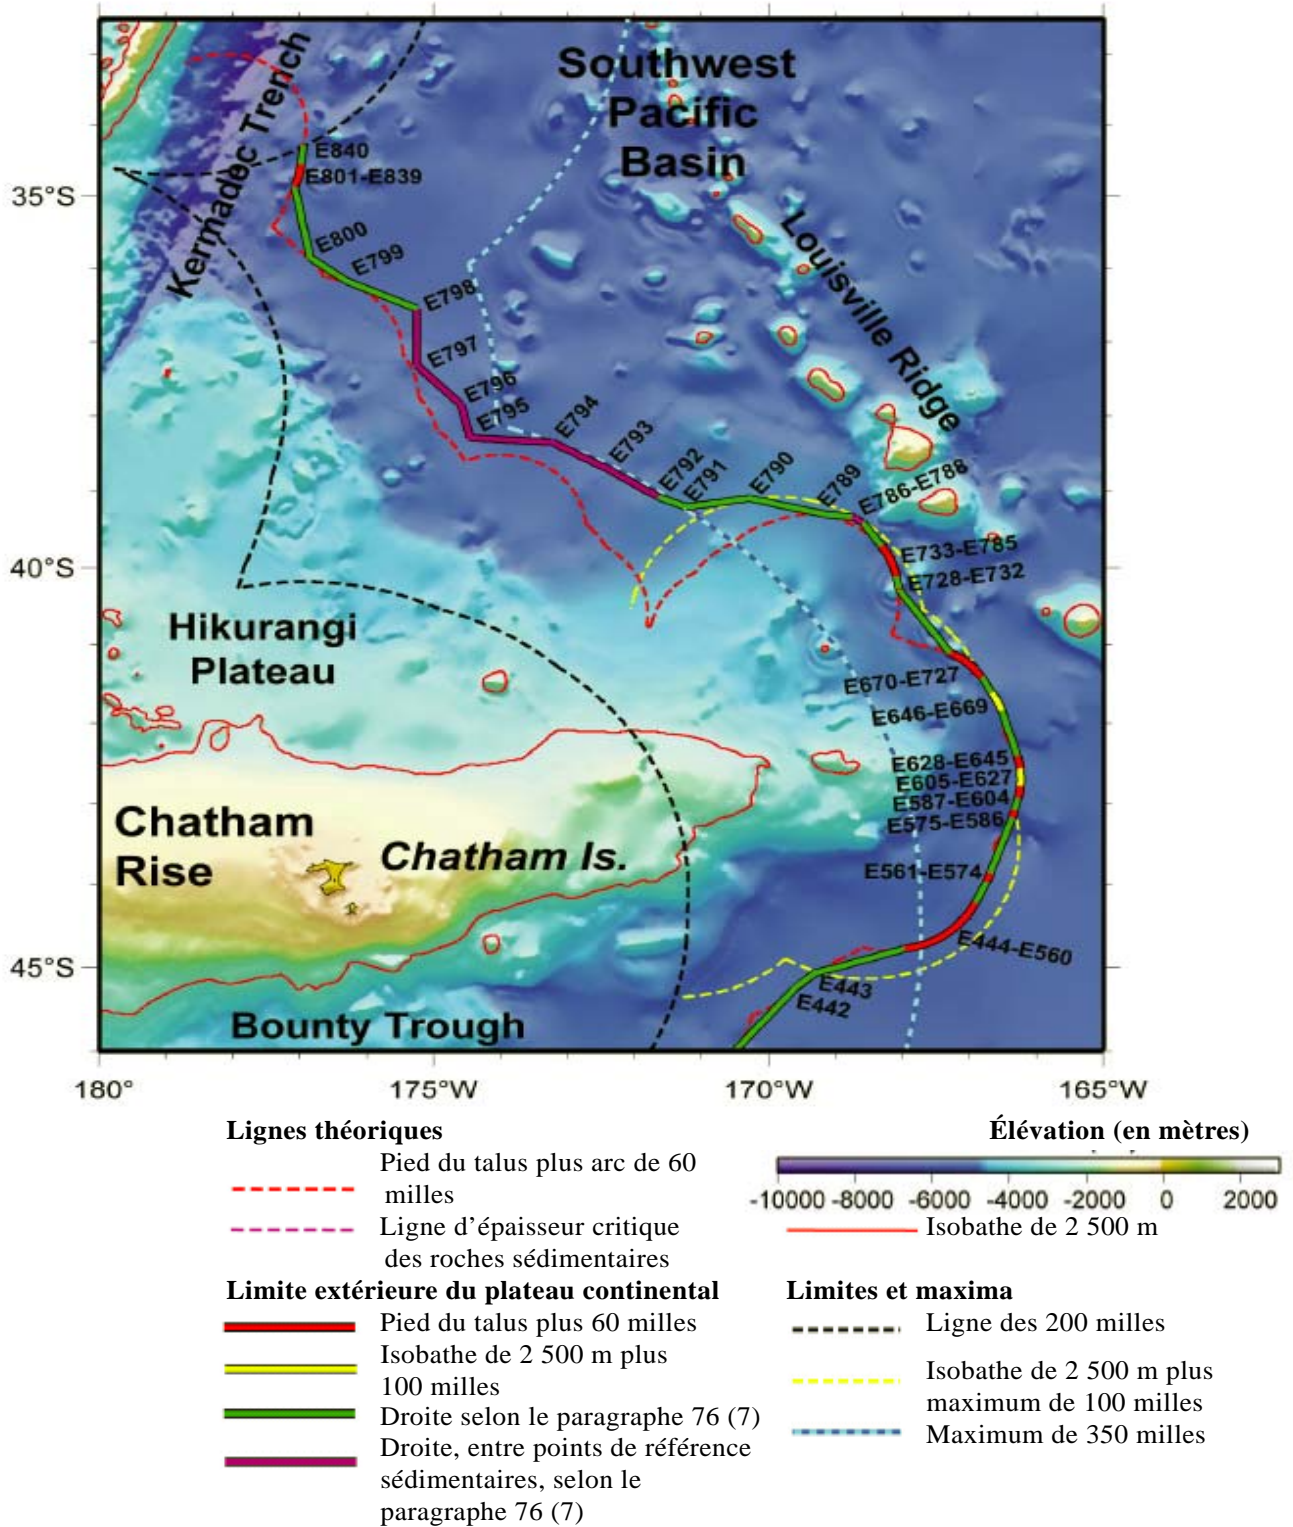 Southwest
Pacific
Basin
Kermadec Trench
E840
E801-E839
35°S
E800
E799
Louisville Ridge
E798
E797
E796
E795
E794
E793
E792
E791
E790
E789
E786-E788
E733-E785
40°S
E728-E732
Hikurangi
Plateau
E670-E727
E646-E669
E628-E645
E605-E627
E587-E604
E575-E586
Chatham
Rise
Chatham Is.
E561-E574
E444-E560
45°S
E443
E442
Bounty Trough
180°
175°W
170°W
165°W
Lignes théoriques
Pied du talus plus arc de 60
milles
Ligne d'épaisseur critique
des roches sédimentaires
Limite extérieure du plateau continental
Pied du talus plus 60 milles
Isobathe de 2 500 m plus
100 milles
Droite selon le paragraphe 76 (7)
Droite, entre points de référence
sédimentaires, selon le
paragraphe 76 (7)
Élévation (en mètres)
-10000 -8000 -6000 -4000 -2000 0 2000
Isobathe de 2 500 m
Limites et maxima
Ligne des 200 milles
Isobathe de 2 500 m plus
maximum de 100 milles
Maximum de 350 milles